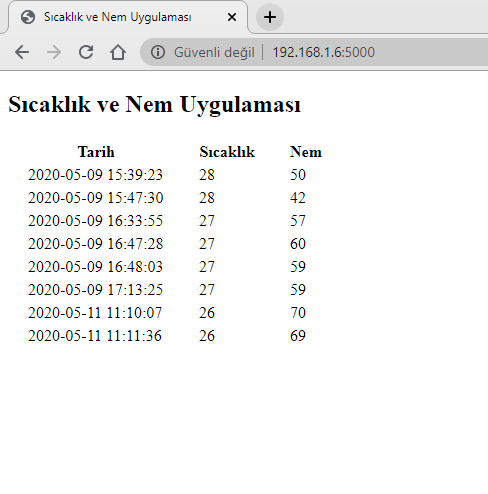 Sıcaklık ve Nem Uygulaması
Güvenli değil 192.168.1.6:5000
Sıcaklık ve Nem Uygulaması
Tarih Sıcaklık Nem
2020-05-09 15:39:23 28 50
2020-05-09 15:47:30 28 42
2020-05-09 16:33:55 27 57
2020-05-09 16:47:28 27 60
2020-05-09 16:48:03 27 59
2020-05-09 17:13:25 27 59
2020-05-11 11:10:07 26 70
2020-05-11 11:11:36 26 69